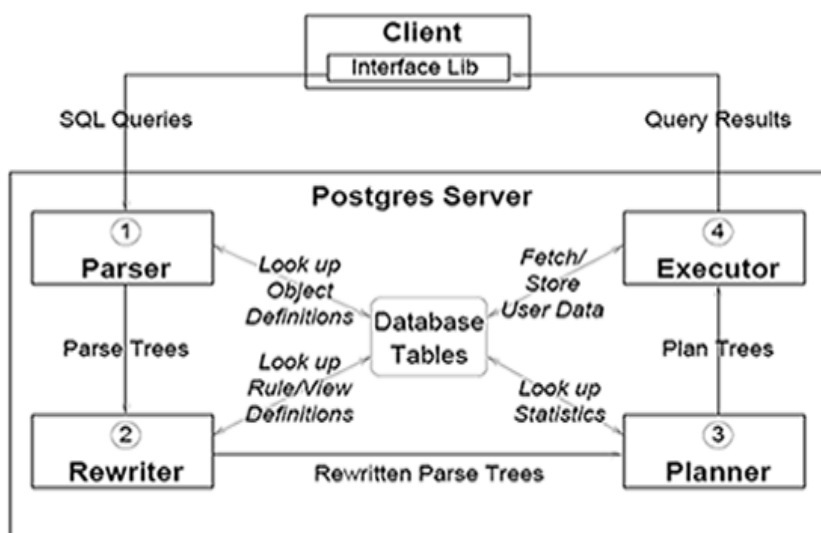 Client
Interface Lib
SQL Queries
Query Results
Postgres Server
1
Parser
4
Executor
Look up
Object
Definitions
Fetch/
Store
User Data
Database
Tables
Parse Trees
Plan Trees
Look up
Rule/View
Definitions
Look up
Statistics
2
Rewriter
Rewritten Parse Trees
3
Planner